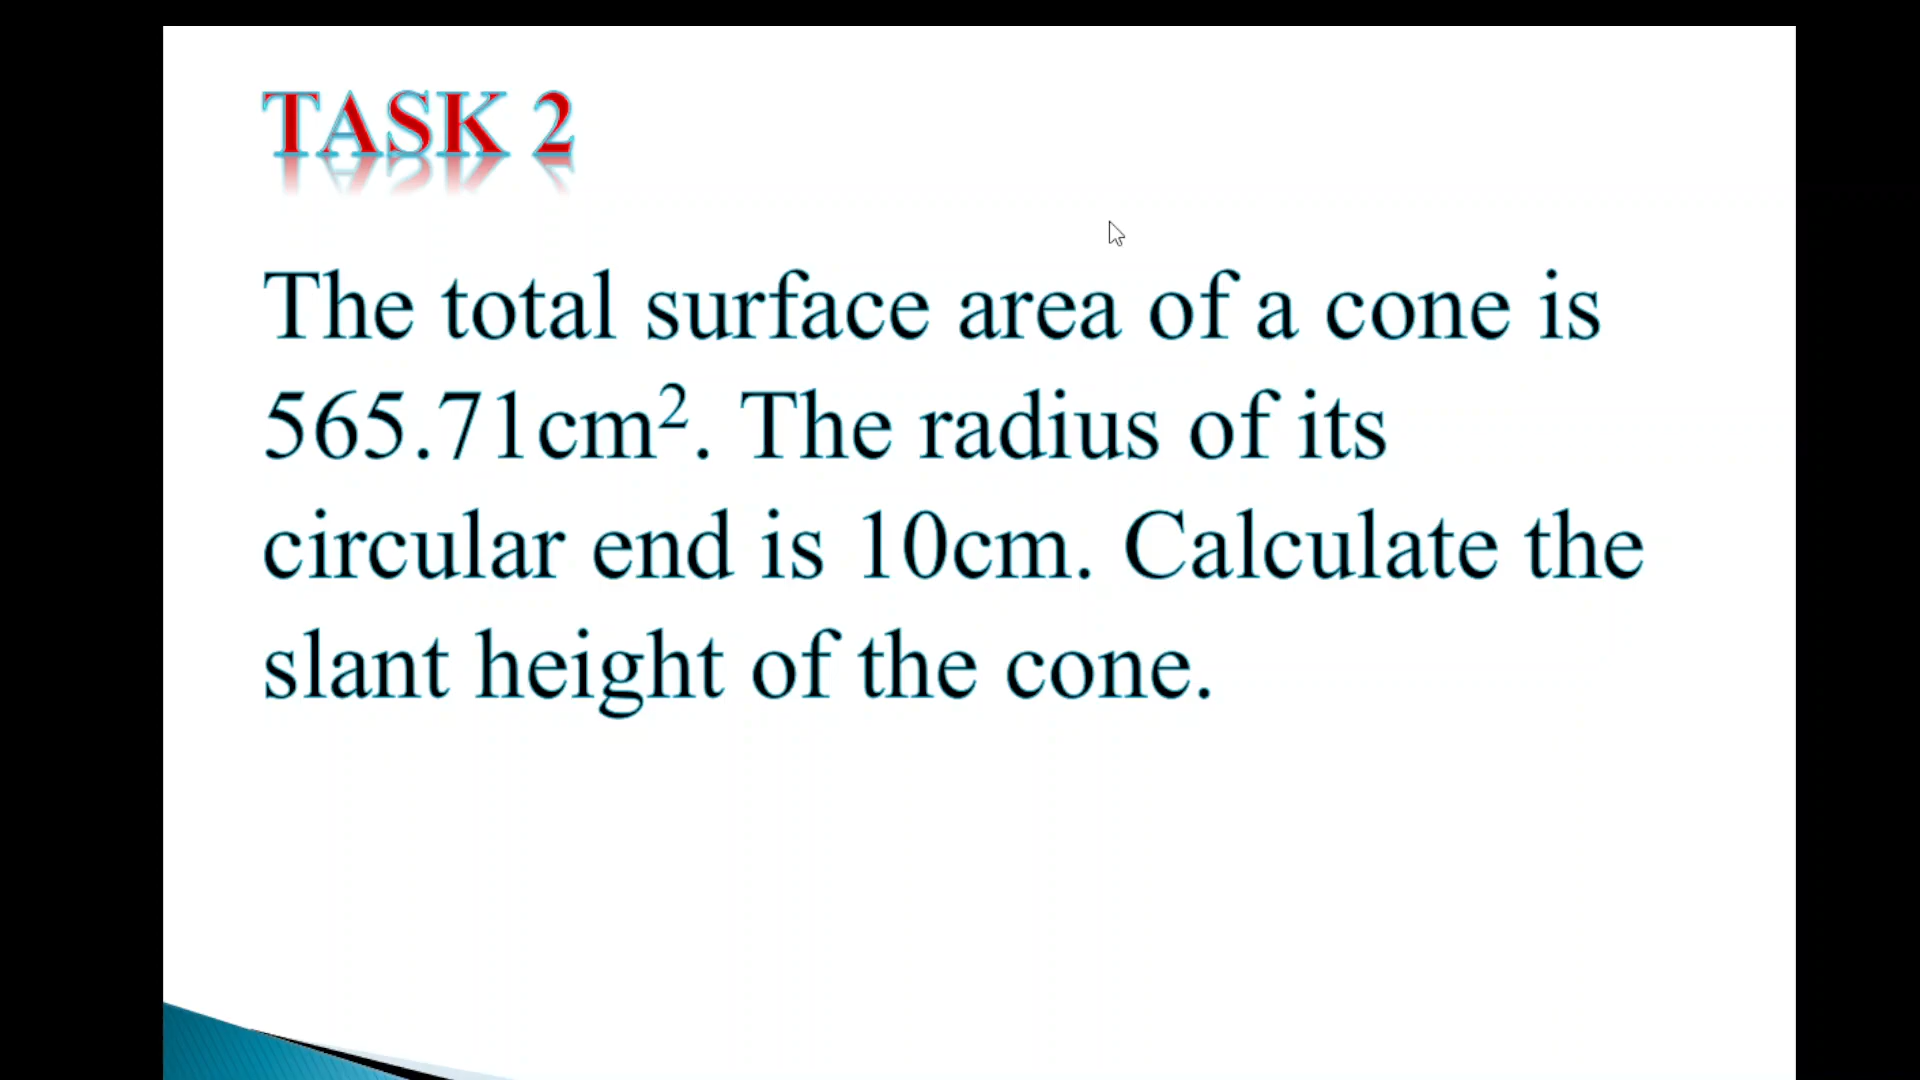 TASK 2
The total surface area of a cone is
565.71cm². The radius of its
circular end is 10cm. Calculate the
slant height of the cone.